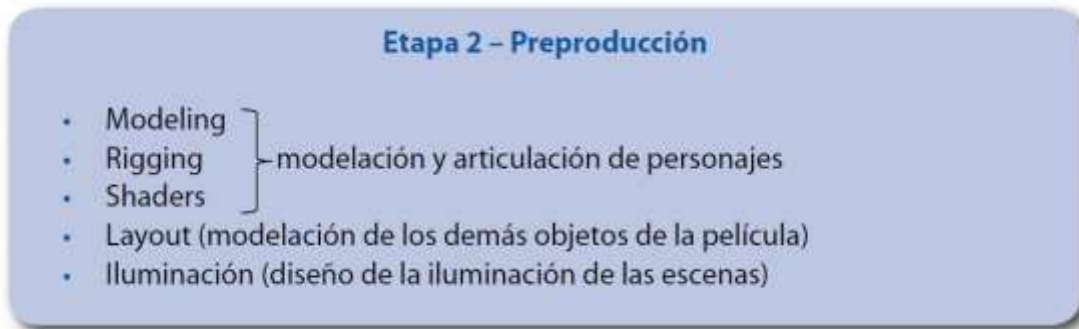 Etapa 2 – Preproducción
• Modeling
• Rigging
• Shaders
modelación y articulación de personajes
• Layout (modelación de los demás objetos de la película)
• Iluminación (diseño de la iluminación de las escenas)